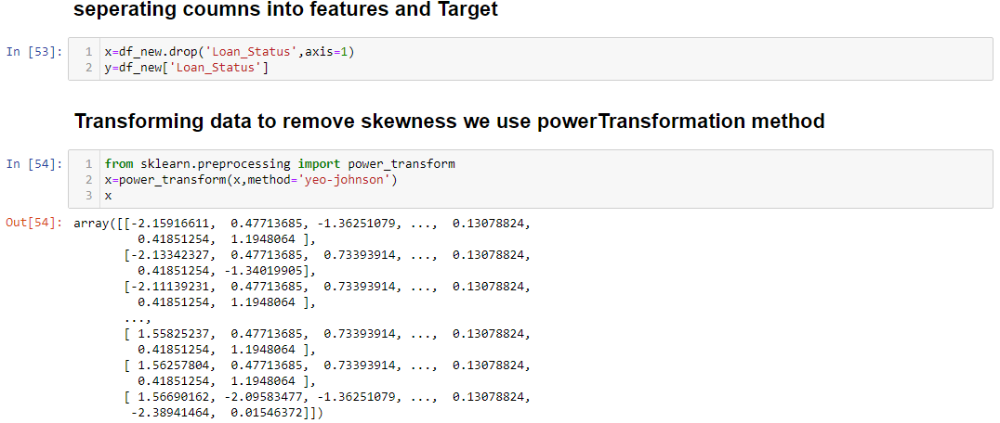 seperating coumns into features and Target
In [53]:
1 x=df_new.drop('Loan_Status',axis=1)
2 y=df_new['Loan_Status']
Transforming data to remove skewness we use powerTransformation method
In [54]:
1 from sklearn.preprocessing import power_transform
2 x=power_transform(x,method='yeo-johnson')
3 x
Out[54]: array([[-2.15916611,  0.47713685, -1.36251079, ...,  0.13078824,
0.41851254,  1.1948064 ],
[-2.13342327,  0.47713685,  0.73393914, ...,  0.13078824,
0.41851254, -1.34019905],
[-2.11139231,  0.47713685,  0.73393914, ...,  0.13078824,
0.41851254,  1.1948064 ],
...,
[ 1.55825237,  0.47713685,  0.73393914, ...,  0.13078824,
0.41851254,  1.1948064 ],
[ 1.56257804,  0.47713685,  0.73393914, ...,  0.13078824,
0.41851254,  1.1948064 ],
[ 1.56690162, -2.09583477, -1.36251079, ...,  0.13078824,
-2.38941464,  0.01546372]])